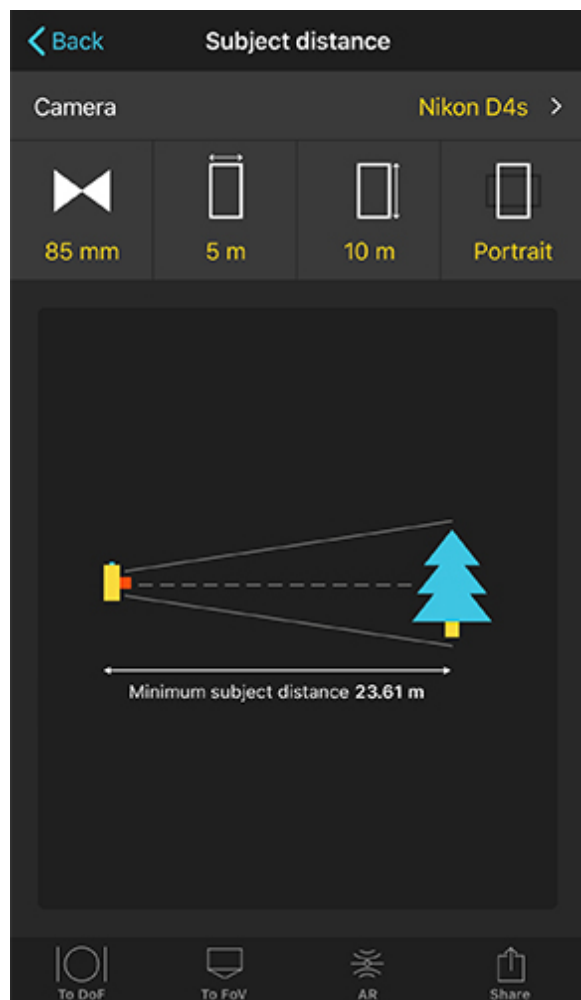 Back
Subject distance
Camera
Nikon D4s
85 mm
5 m
10 m
Portrait
Minimum subject distance 23.61 m
To DoF
To FoV
AR
Share